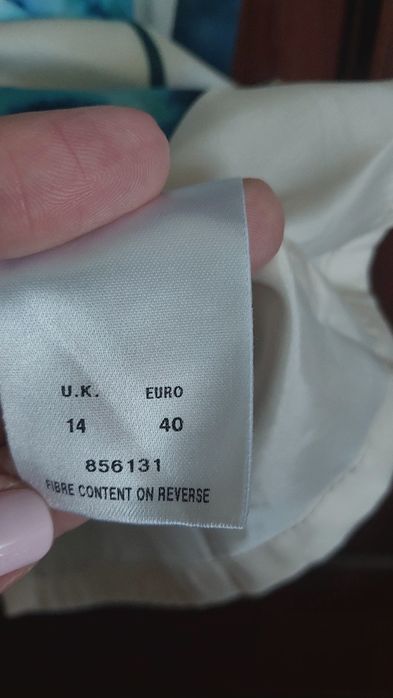 U.K. EURO
14 40
856131
FIBRE CONTENT ON REVERSE